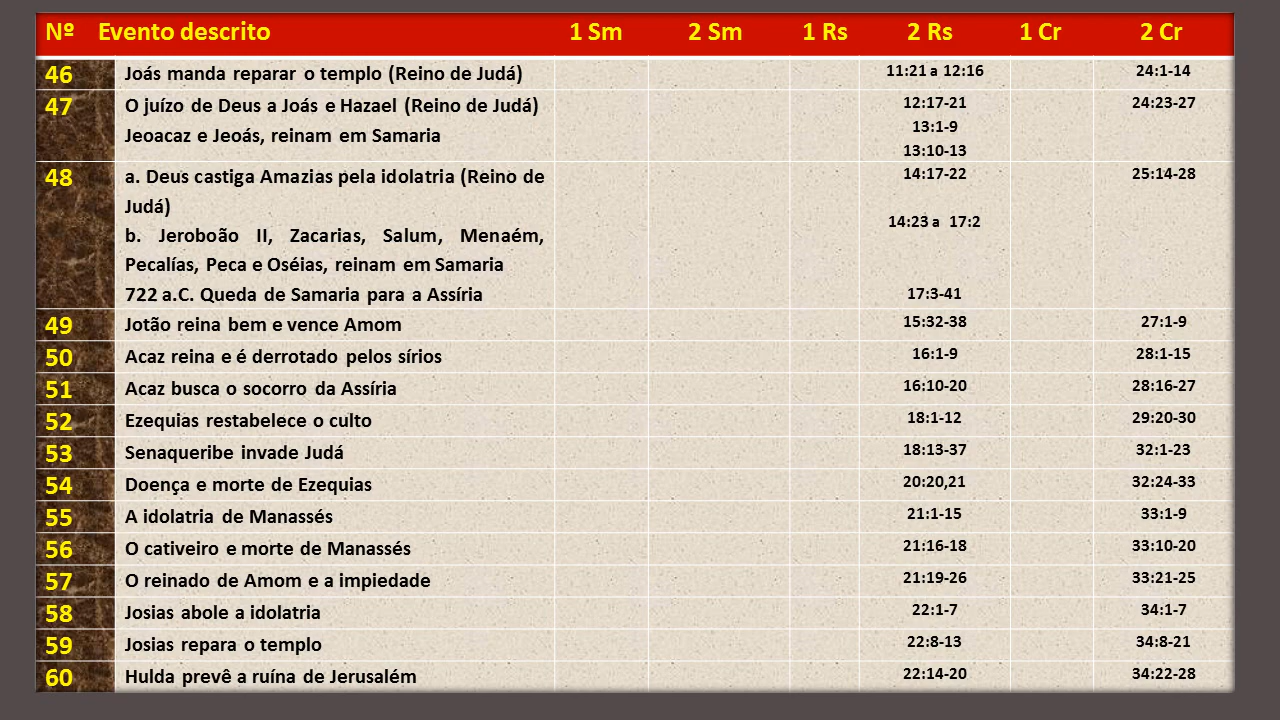 Nº Evento descrito 1 Sm 2 Sm 1 Rs 2 Rs 1 Cr 2 Cr
46 Joás manda reparar o templo (Reino de Judá) 11:21 a 12:16 24:1-14
47 O juízo de Deus a Joás e Hazael (Reino de Judá) 12:17-21 24:23-27
Jeoacaz e Jeoás, reinam em Samaria 13:1-9
13:10-13
48 a. Deus castiga Amazias pela idolatria (Reino de 14:17-22 25:14-28
Judá)
14:23 a 17:2
b. Jeroboão II, Zacarias, Salum, Menaém,
Pecalías, Peca e Oséias, reinam em Samaria
722 a.C. Queda de Samaria para a Assíria 17:3-41
49 Jotão reina bem e vence Amom 15:32-38 27:1-9
50 Acaz reina e é derrotado pelos sírios 16:1-9 28:1-15
51 Acaz busca o socorro da Assíria 16:10-20 28:16-27
52 Ezequias restabelece o culto 18:1-12 29:20-30
53 Senaqueribe invade Judá 18:13-37 32:1-23
54 Doença e morte de Ezequias 20:20,21 32:24-33
55 A idolatria de Manassés 21:1-15 33:1-9
56 O cativeiro e morte de Manassés 21:16-18 33:10-20
57 O reinado de Amom e a impiedade 21:19-26 33:21-25
58 Josias abole a idolatria 22:1-7 34:1-7
59 Josias repara o templo 22:8-13 34:8-21
60 Hulda prevê a ruína de Jerusalém 22:14-20 34:22-28